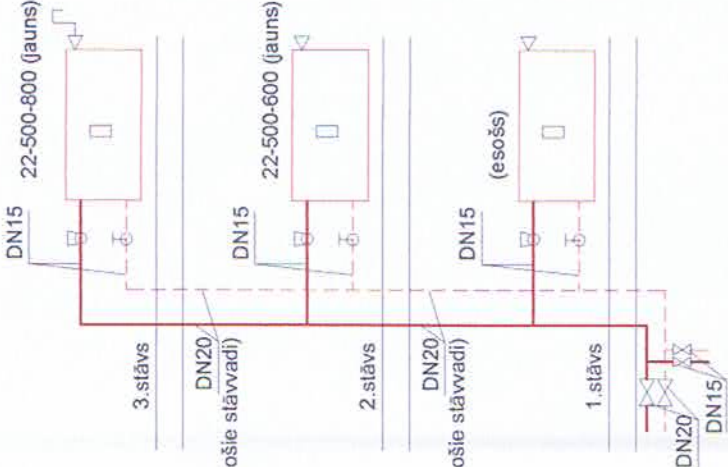 22-500-800 (jauns)
DN15
3.stāvs
DN20
ošie stāvvadi)
22-500-600 (jauns)
DN15
2.stāvs
DN20
ošie stāvvadi)
(esošs)
DN15
1.stāvs
DN20
DN15